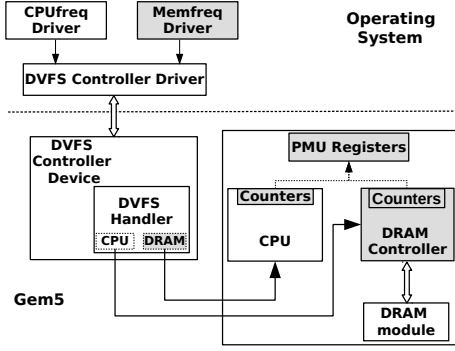 CPUfreq
Driver
Memfreq
Driver
Operating
System
DVFS Controller Driver
DVFS
Controller
Device
DVFS
Handler
CPU
DRAM
PMU Registers
Counters
CPU
Counters
DRAM
Controller
Gem5
DRAM
module